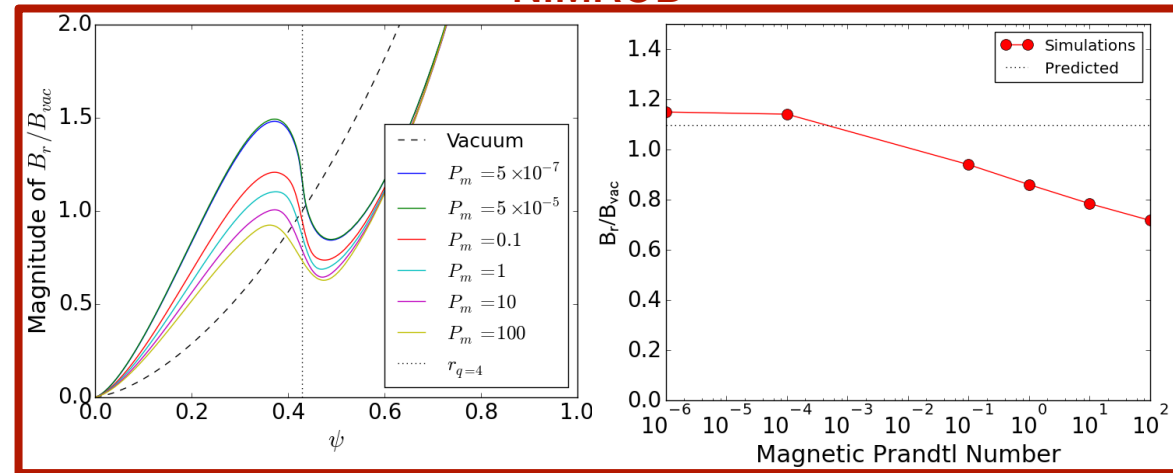 Magnitude of B_r/B_vac
2.0
1.5
1.0
0.5
0.0
0.0 0.2 0.4 0.6 0.8 1.0
ψ
Vacuum
P_m = 5 × 10^-7
P_m = 5 × 10^-5
P_m = 0.1
P_m = 1
P_m = 10
P_m = 100
r_q=4
B_r/B_vac
1.4
1.2
1.0
0.8
0.6
0.4
0.2
0.0
10^-6 10^-5 10^-4 10^-3 10^-2 10^-1 10^0 10^1 10^2
Magnetic Prandtl Number
Simulations
Predicted